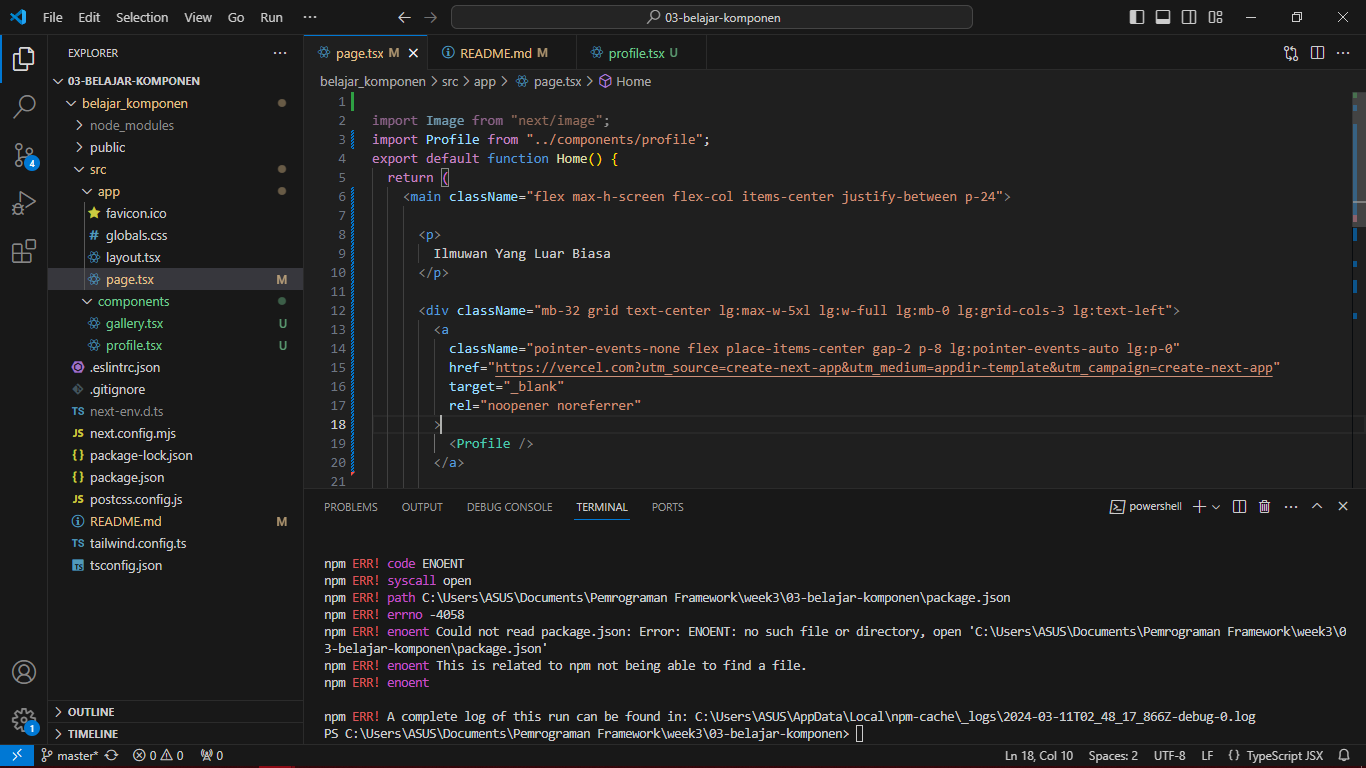 File Edit Selection View Go Run ··· 03-belajar-komponen
EXPLORER ···
03-BELAJAR-KOMPONEN
belajar_komponen
node_modules
public
src
app
favicon.ico
# globals.css
layout.tsx
page.tsx M
components
gallery.tsx U
profile.tsx U
.eslintrc.json
.gitignore
TS next-env.d.ts
JS next.config.mjs
{} package-lock.json
{} package.json
JS postcss.config.js
README.md M
TS tailwind.config.ts
tsconfig.json
OUTLINE
TIMELINE
4
1
page.tsx M README.md M profile.tsx U
belajar_komponen > src > app > page.tsx > Home
1
2 import Image from "next/image";
3 import Profile from "../components/profile";
4 export default function Home() {
5 return (
6 <main className="flex max-h-screen flex-col items-center justify-between p-24">
7
8 <p>
9 Ilmuwan Yang Luar Biasa
10 </p>
11
12 <div className="mb-32 grid text-center lg:max-w-5xl lg:w-full lg:mb-0 lg:grid-cols-3 lg:text-left">
13 <a
14 className="pointer-events-none flex place-items-center gap-2 p-8 lg:pointer-events-auto lg:p-0"
15 href="https://vercel.com?utm_source=create-next-app&utm_medium=appdir-template&utm_campaign=create-next-app"
16 target="_blank"
17 rel="noopener noreferrer"
18 >
19 <Profile />
20 </a>
21
PROBLEMS OUTPUT DEBUG CONSOLE TERMINAL PORTS powershell
npm ERR! code ENOENT
npm ERR! syscall open
npm ERR! path C:\Users\ASUS\Documents\Pemrograman Framework\week3\03-belajar-komponen\package.json
npm ERR! errno -4058
npm ERR! enoent Could not read package.json: Error: ENOENT: no such file or directory, open 'C:\Users\ASUS\Documents\Pemrograman Framework\week3\0
3-belajar-komponen\package.json'
npm ERR! enoent This is related to npm not being able to find a file.
npm ERR! enoent
npm ERR! A complete log of this run can be found in: C:\Users\ASUS\AppData\Local\npm-cache\_logs\2024-03-11T02_48_17_866Z-debug-0.log
PS C:\Users\ASUS\Documents\Pemrograman Framework\week3\03-belajar-komponen>
master* 0 0 0 Ln 18, Col 10 Spaces: 2 UTF-8 LF {} TypeScript JSX